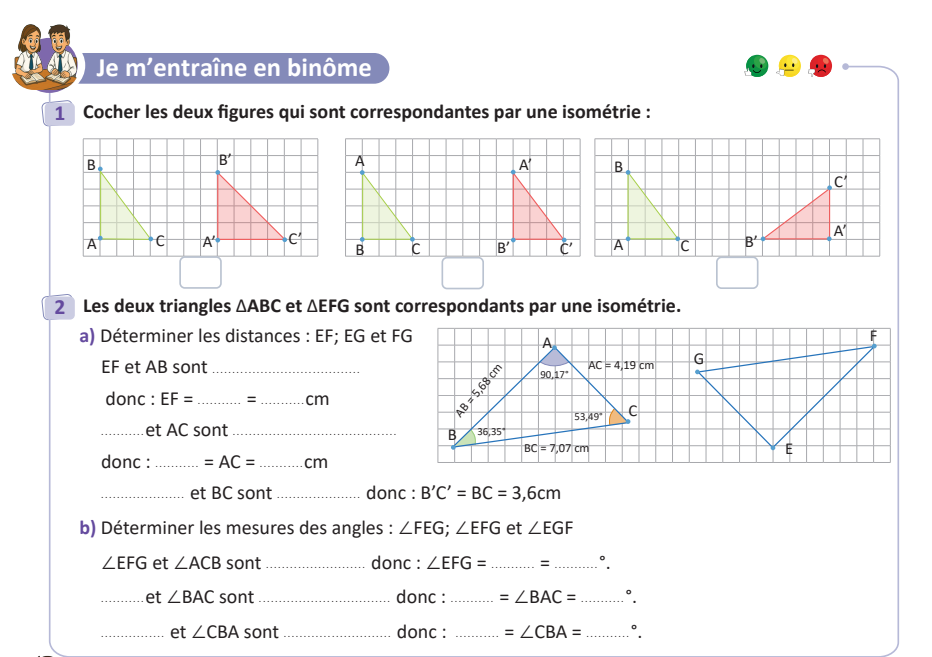 Je m'entraîne en binôme
1 Cocher les deux figures qui sont correspondantes par une isométrie :
B B' A C A' C'
A A' B C B' C'
B C' A C B' A'
2 Les deux triangles ΔABC et ΔEFG sont correspondants par une isométrie.
a) Déterminer les distances : EF; EG et FG
EF et AB sont ....................
donc : EF = .......... = ..........cm
..........et AC sont ....................
donc : .......... = AC = ..........cm
.................... et BC sont .................... donc : B'C' = BC = 3,6cm
A 90,17° AC = 4,19 cm
AB = 5,68 cm
53,49° C
B 36,35°
BC = 7,07 cm
F
G
E
b) Déterminer les mesures des angles : ∠FEG; ∠EFG et ∠EGF
∠EFG et ∠ACB sont .................... donc : ∠EFG = .......... = ..........°.
..........et ∠BAC sont .................... donc : .......... = ∠BAC = ..........°.
............... et ∠CBA sont .................... donc : .......... = ∠CBA = ..........°.